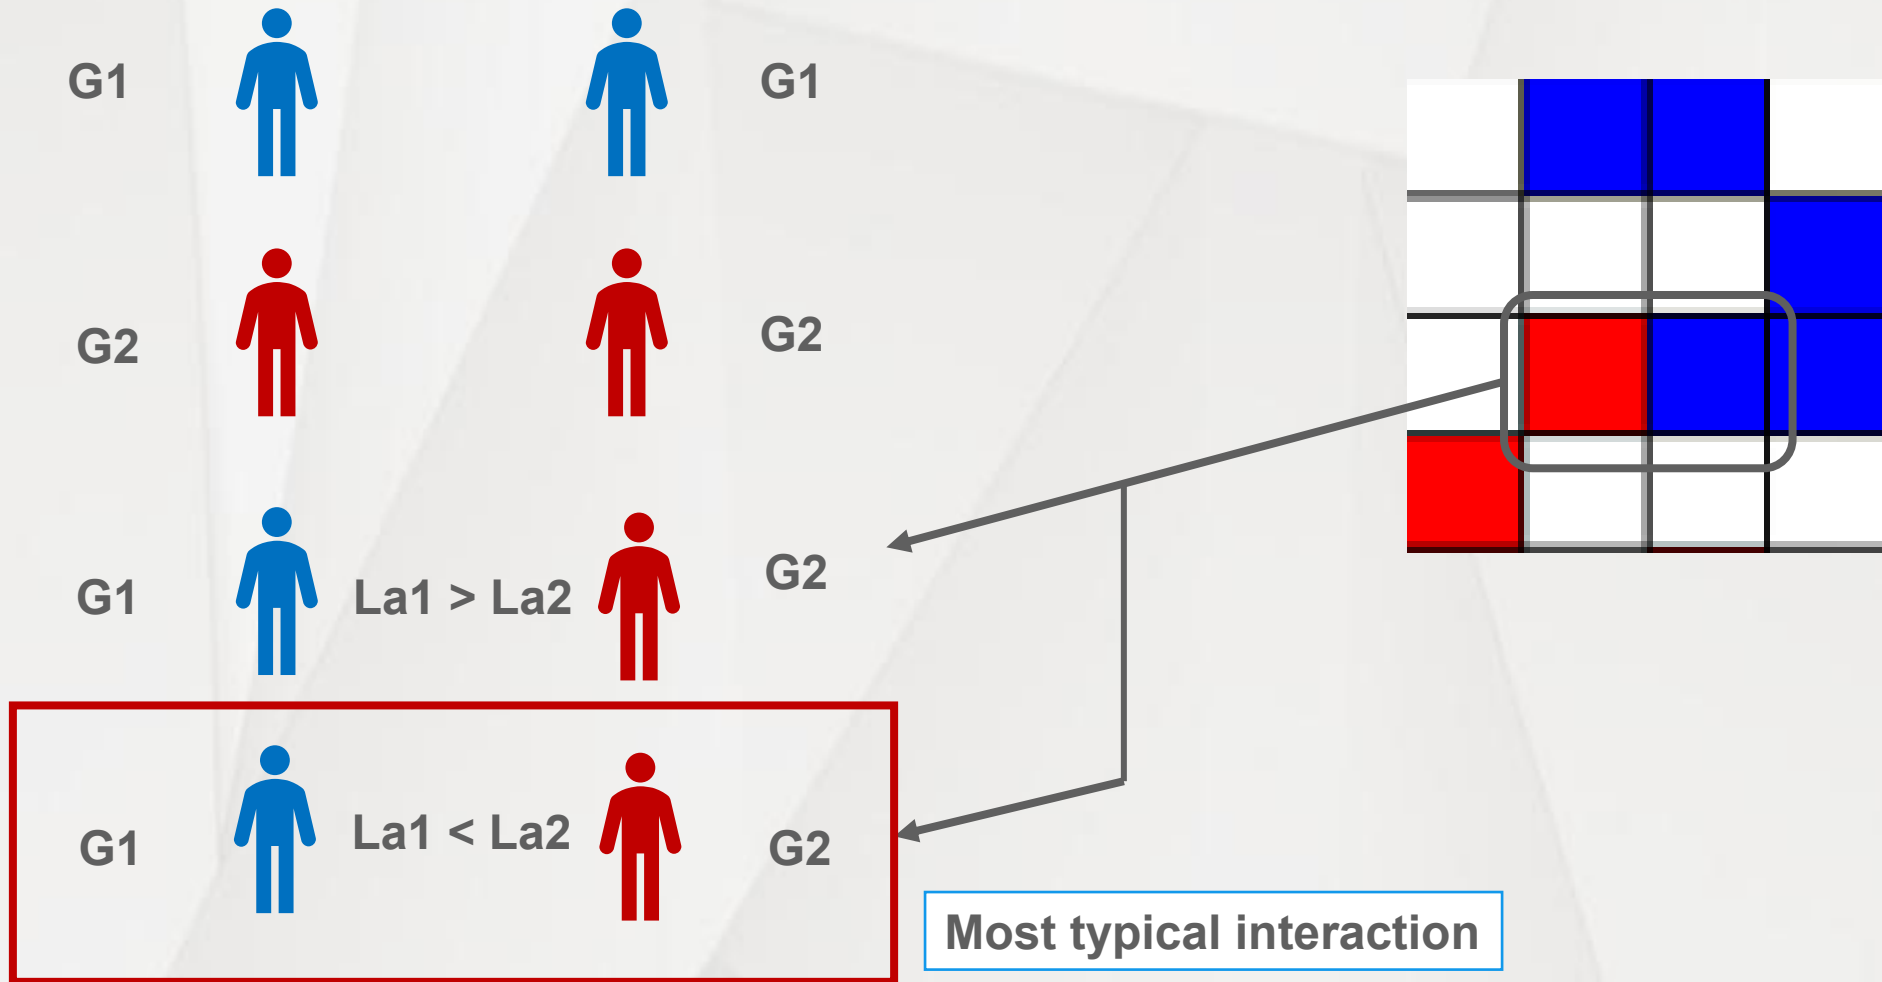 G1 G1
G2 G2
G1 La1 > La2 G2
G1 La1 < La2 G2
Most typical interaction